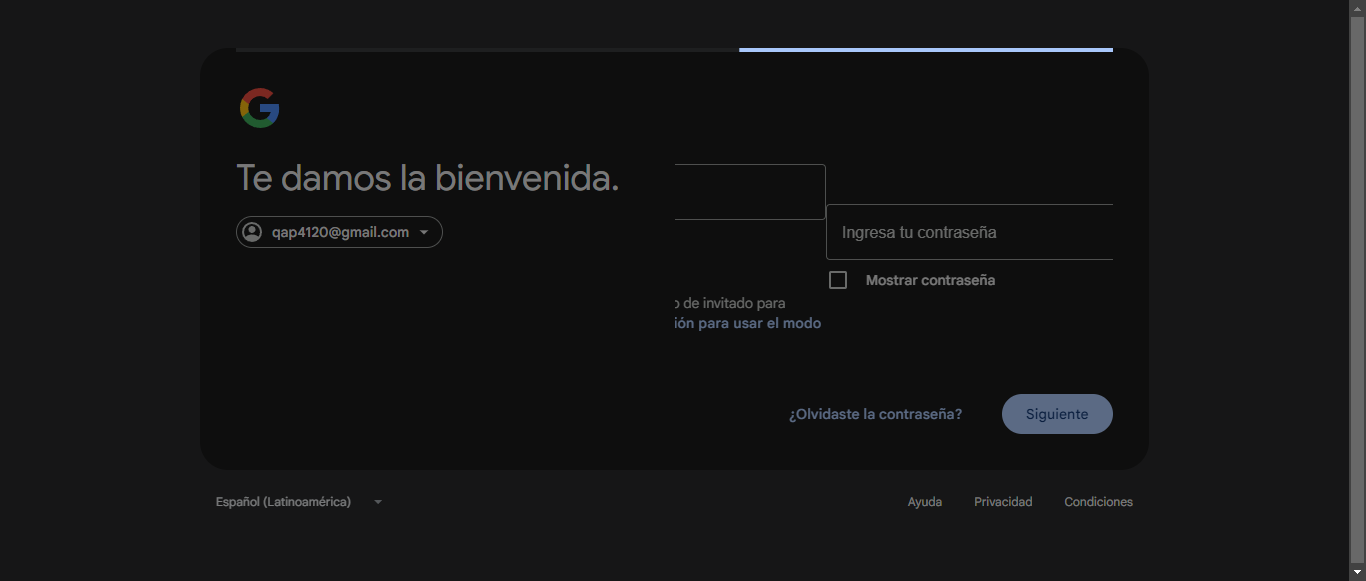 Te damos la bienvenida.
qap4120@gmail.com
Ingresa tu contraseña
Mostrar contraseña
o de invitado para
ión para usar el modo
¿Olvidaste la contraseña?
Siguiente
Español (Latinoamérica)
Ayuda
Privacidad
Condiciones